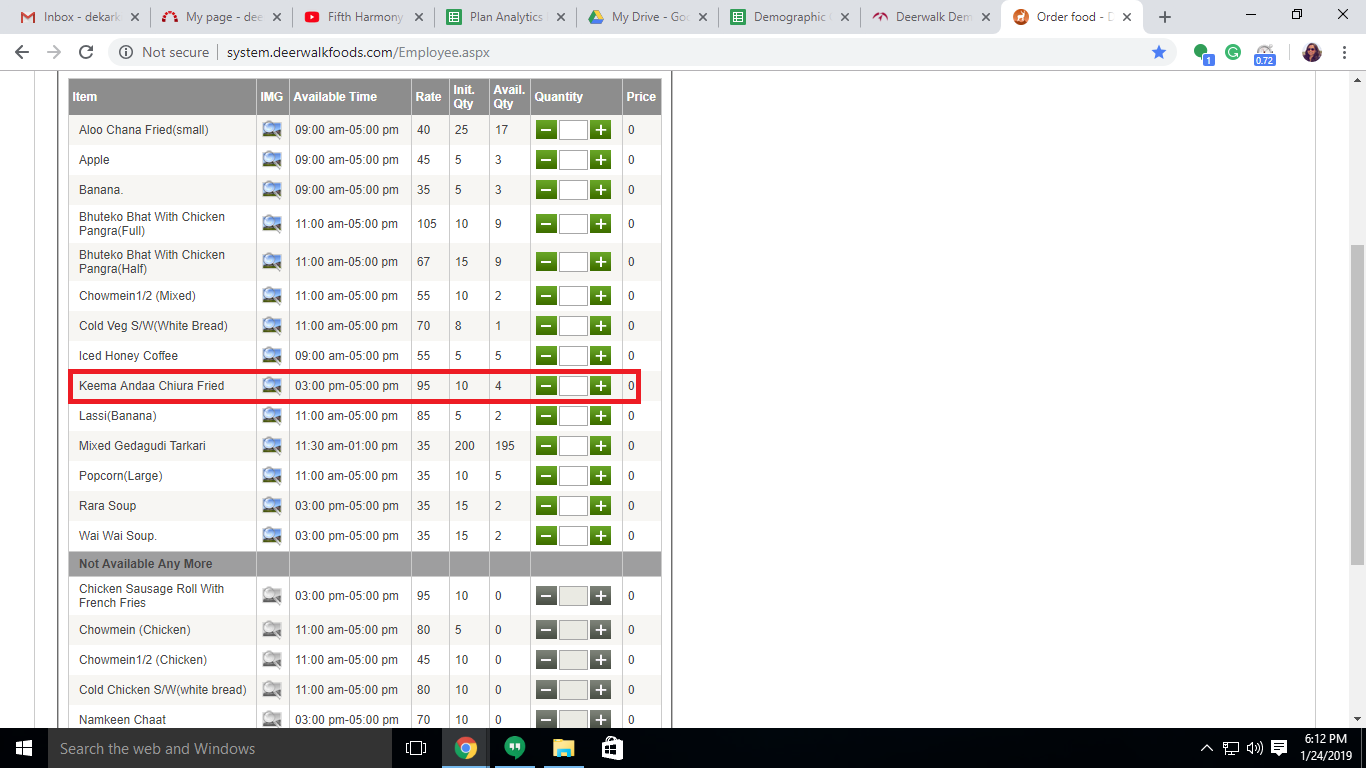 Inbox - dekark
My page - dee
Fifth Harmony
Plan Analytics
My Drive - Goo
Demographic
Deerwalk Dem
Order food - D
Not secure | system.deerwalkfoods.com/Employee.aspx
1
0.72
Item IMG Available Time Rate Init. Qty Avail. Qty Quantity Price
Aloo Chana Fried(small) 09:00 am-05:00 pm 40 25 17 − + 0
Apple 09:00 am-05:00 pm 45 5 3 − + 0
Banana. 09:00 am-05:00 pm 35 5 3 − + 0
Bhuteko Bhat With Chicken
Pangra(Full) 11:00 am-05:00 pm 105 10 9 − + 0
Bhuteko Bhat With Chicken
Pangra(Half) 11:00 am-05:00 pm 67 15 9 − + 0
Chowmein1/2 (Mixed) 11:00 am-05:00 pm 55 10 2 − + 0
Cold Veg S/W(White Bread) 11:00 am-05:00 pm 70 8 1 − + 0
Iced Honey Coffee 09:00 am-05:00 pm 55 5 5 − + 0
Keema Andaa Chiura Fried 03:00 pm-05:00 pm 95 10 4 − + 0
Lassi(Banana) 11:00 am-05:00 pm 85 5 2 − + 0
Mixed Gedagudi Tarkari 11:30 am-01:00 pm 35 200 195 − + 0
Popcorn(Large) 11:00 am-05:00 pm 35 10 5 − + 0
Rara Soup 03:00 pm-05:00 pm 35 15 2 − + 0
Wai Wai Soup. 03:00 pm-05:00 pm 35 15 2 − + 0
Not Available Any More
Chicken Sausage Roll With
French Fries 03:00 pm-05:00 pm 95 10 0 − + 0
Chowmein (Chicken) 11:00 am-05:00 pm 80 5 0 − + 0
Chowmein1/2 (Chicken) 11:00 am-05:00 pm 45 10 0 − + 0
Cold Chicken S/W(white bread) 11:00 am-05:00 pm 80 10 0 − + 0
Namkeen Chaat 03:00 pm-05:00 pm 70 10 0 − + 0
Search the web and Windows
6:12 PM
1/24/2019